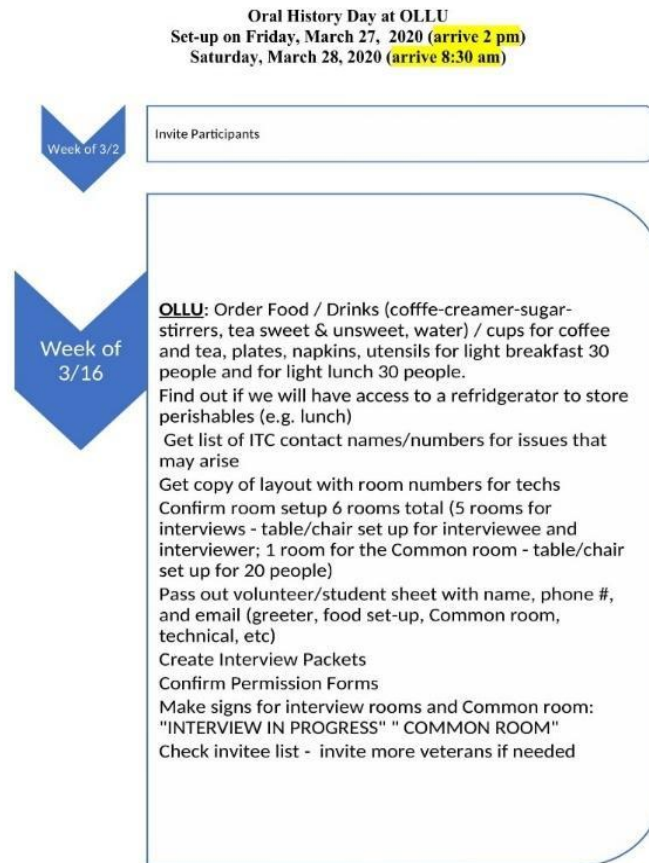 Oral History Day at OLLU
Set-up on Friday, March 27, 2020 (arrive 2 pm)
Saturday, March 28, 2020 (arrive 8:30 am)
Week of 3/2
Invite Participants
Week of
3/16
OLLU: Order Food / Drinks (cofffe-creamer-sugar-
stirrers, tea sweet & unsweet, water) / cups for coffee
and tea, plates, napkins, utensils for light breakfast 30
people and for light lunch 30 people.
Find out if we will have access to a refridgerator to store
perishables (e.g. lunch)
Get list of ITC contact names/numbers for issues that
may arise
Get copy of layout with room numbers for techs
Confirm room setup 6 rooms total (5 rooms for
interviews - table/chair set up for interviewee and
interviewer; 1 room for the Common room - table/chair
set up for 20 people)
Pass out volunteer/student sheet with name, phone #,
and email (greeter, food set-up, Common room,
technical, etc)
Create Interview Packets
Confirm Permission Forms
Make signs for interview rooms and Common room:
"INTERVIEW IN PROGRESS" " COMMON ROOM"
Check invitee list - invite more veterans if needed